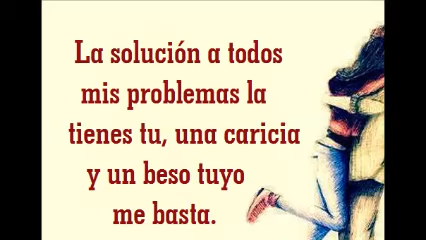 La solución a todos
mis problemas la
tienes tu, una caricia
y un beso tuyo
me basta.